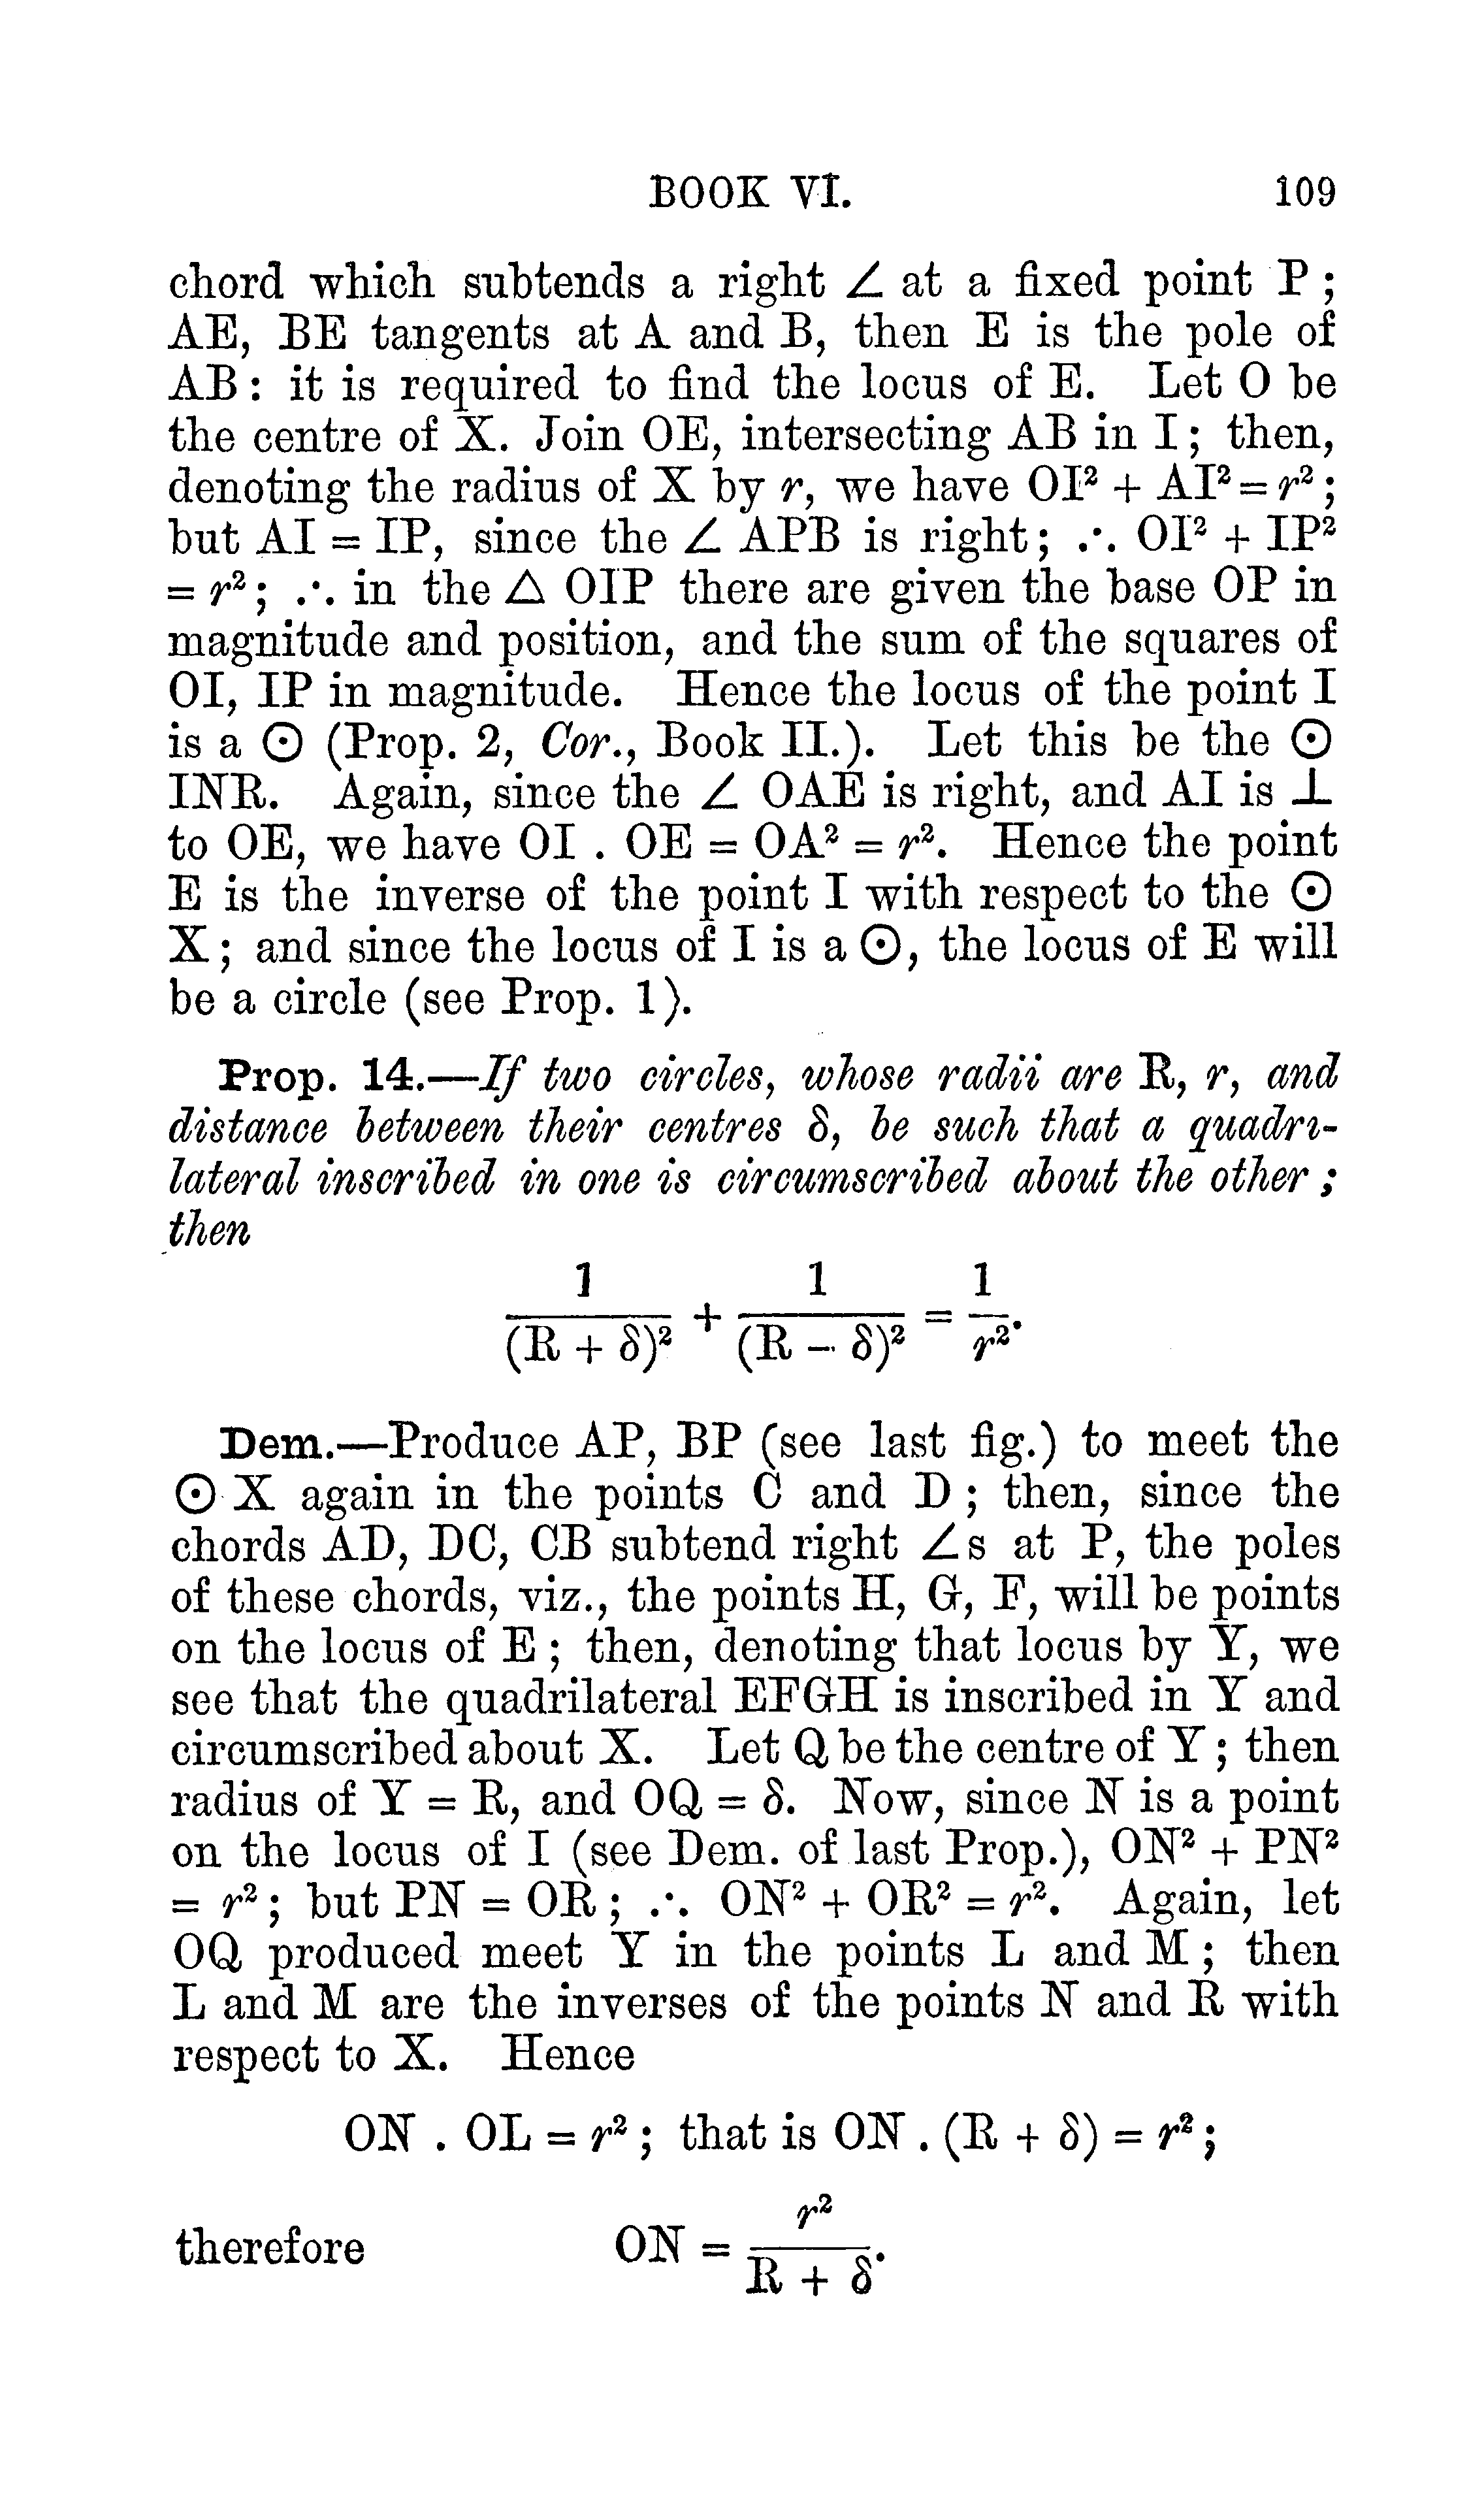 BOOK VI. 109
chord which subtends a right ∠ at a fixed point P ;
AE, BE tangents at A and B, then E is the pole of
AB : it is required to find the locus of E. Let O be
the centre of X. Join OE, intersecting AB in I ; then,
denoting the radius of X by r, we have OI² + AI² = r² ;
but AI = IP, since the ∠ APB is right ; ∴ OI² + IP²
= r² ; ∴ in the △ OIP there are given the base OP in
magnitude and position, and the sum of the squares of
OI, IP in magnitude. Hence the locus of the point I
is a ⊙ (Prop. 2, Cor., Book II.). Let this be the ⊙
INR. Again, since the ∠ OAE is right, and AI is ⊥
to OE, we have OI . OE = OA² = r². Hence the point
E is the inverse of the point I with respect to the ⊙
X ; and since the locus of I is a ⊙, the locus of E will
be a circle (see Prop. 1).
Prop. 14.—If two circles, whose radii are R, r, and
distance between their centres δ, be such that a quadri-
lateral inscribed in one is circumscribed about the other ;
then
1/(R + δ)² + 1/(R - δ)² = 1/r².
Dem.—Produce AP, BP (see last fig.) to meet the
⊙ X again in the points C and D ; then, since the
chords AD, DC, CB subtend right ∠s at P, the poles
of these chords, viz., the points H, G, F, will be points
on the locus of E ; then, denoting that locus by Y, we
see that the quadrilateral EFGH is inscribed in Y and
circumscribed about X. Let Q be the centre of Y ; then
radius of Y = R, and OQ = δ. Now, since N is a point
on the locus of I (see Dem. of last Prop.), ON² + PN²
= r² ; but PN = OR ; ∴ ON² + OR² = r². Again, let
OQ produced meet Y in the points L and M ; then
L and M are the inverses of the points N and R with
respect to X. Hence
ON . OL = r² ; that is ON . (R + δ) = r² ;
therefore ON = r²/(R + δ).